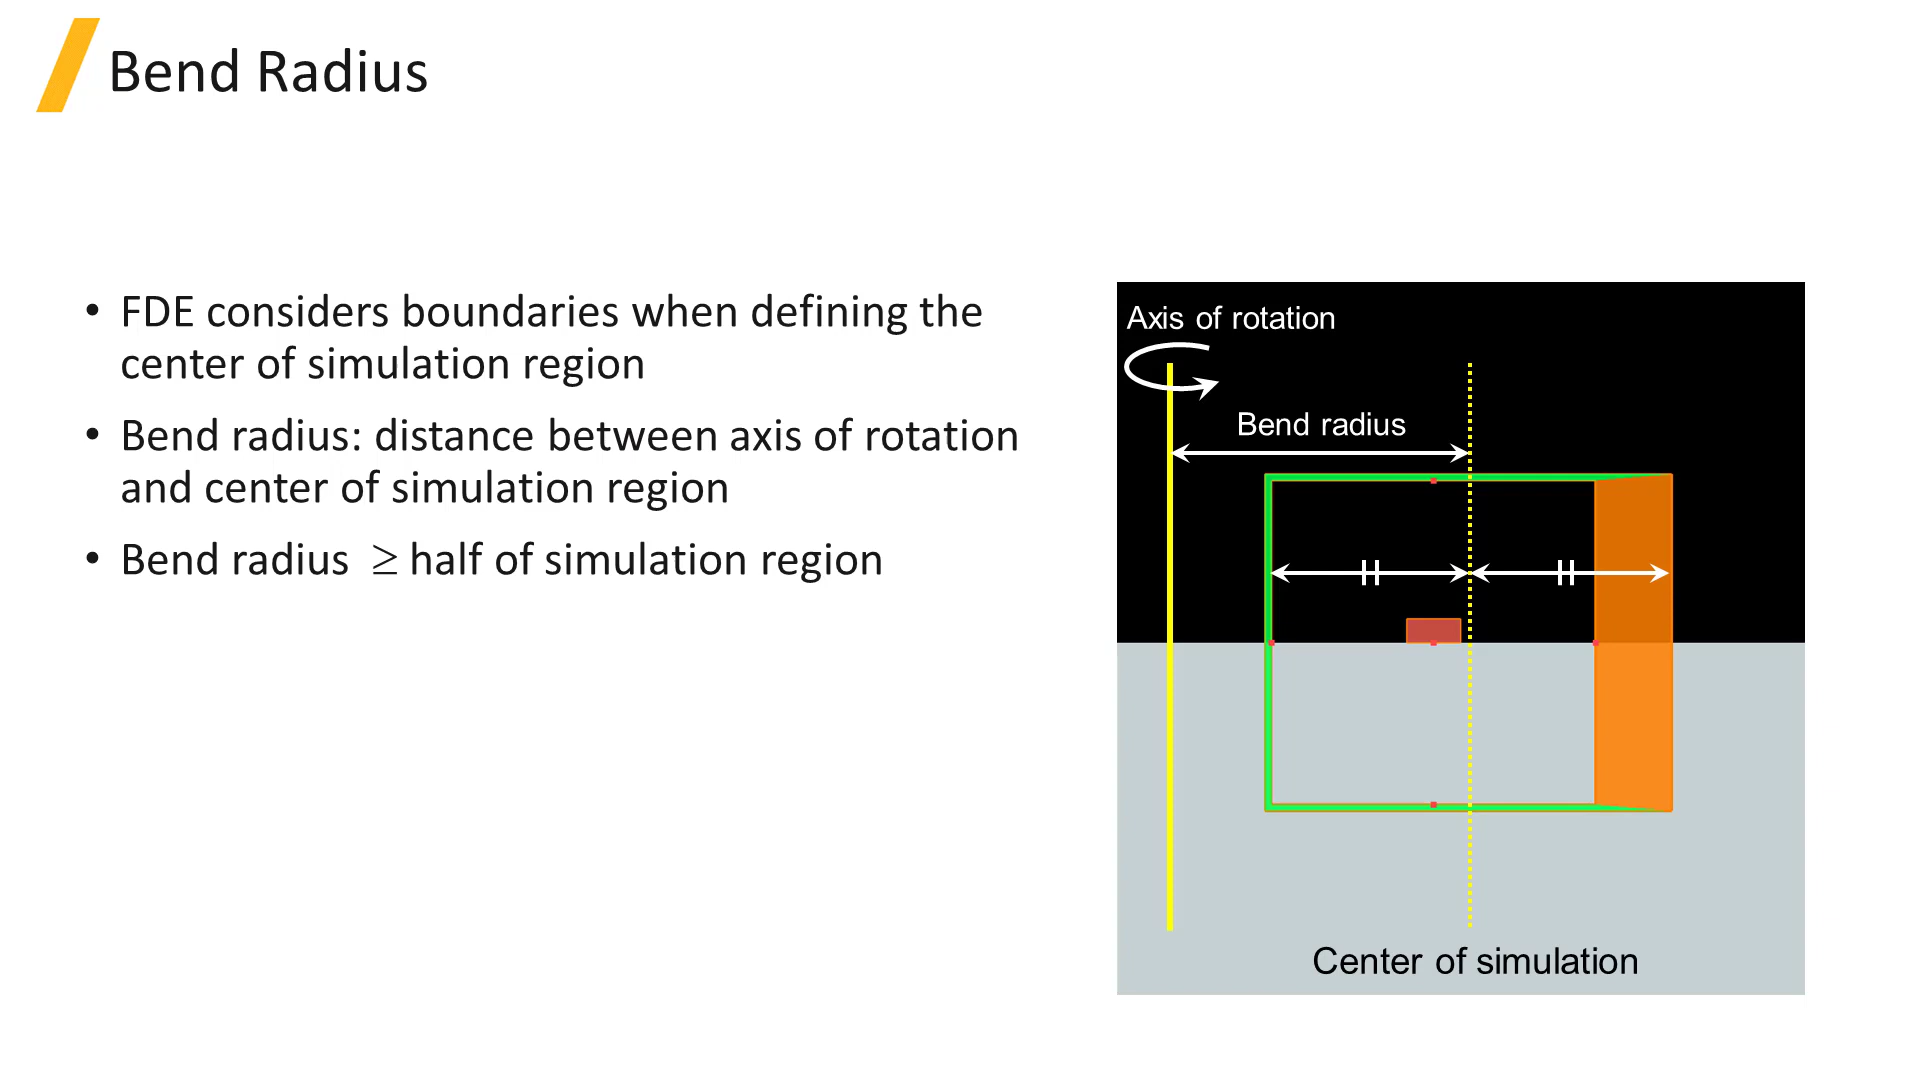 Bend Radius
• FDE considers boundaries when defining the
center of simulation region
• Bend radius: distance between axis of rotation
and center of simulation region
• Bend radius ≥ half of simulation region
Axis of rotation
Bend radius
Center of simulation